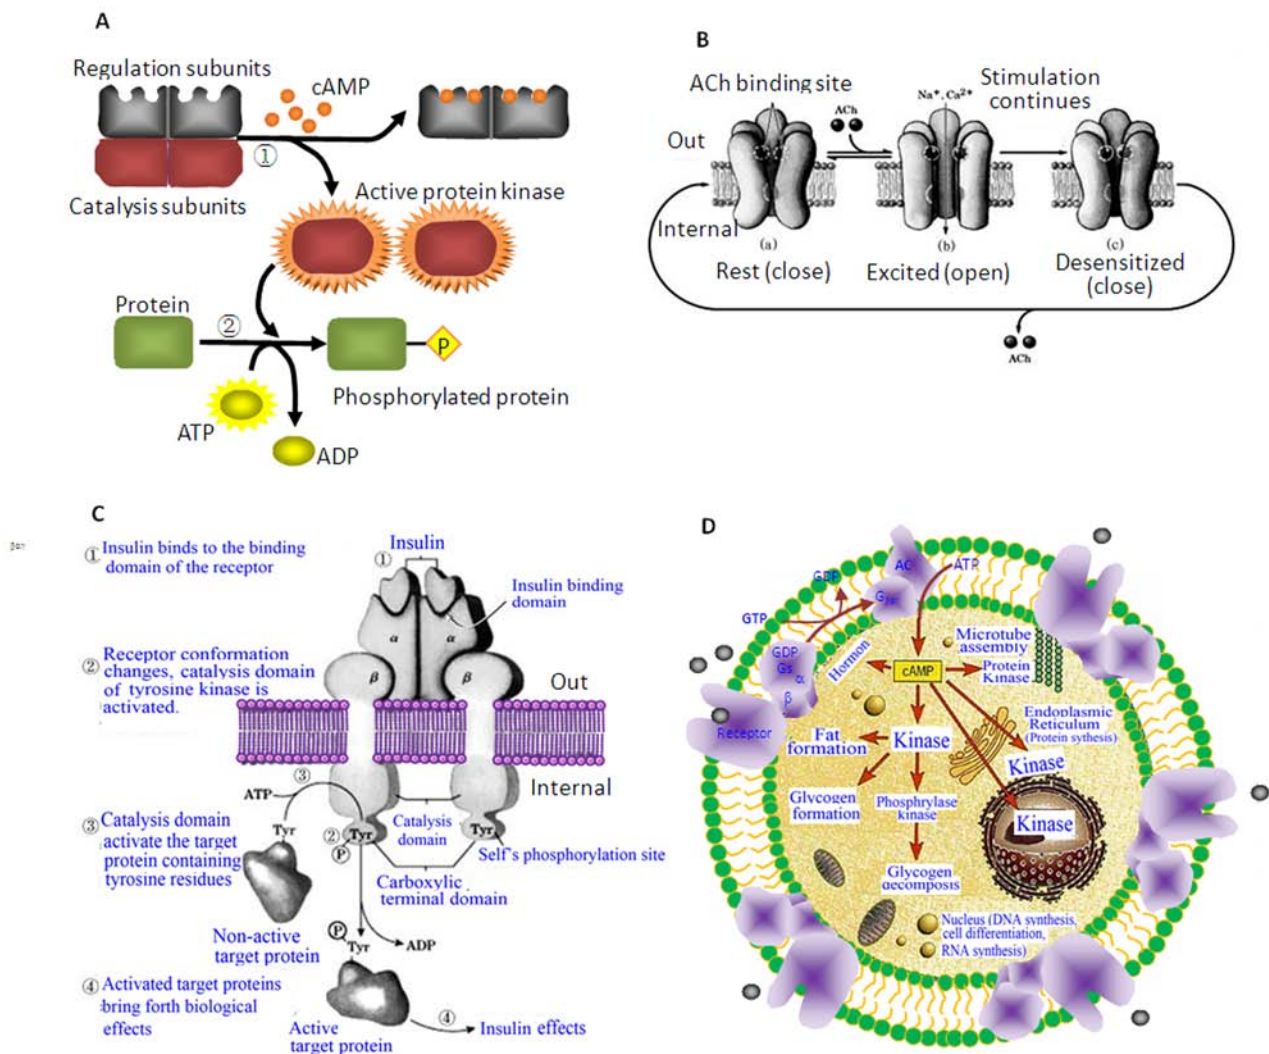 A
Regulation subunits
cAMP
①
Catalysis subunits
Active protein kinase
Protein
②
P
Phosphorylated protein
ATP
ADP
B
ACh binding site
Na⁺, Ca²⁺
Stimulation
continues
ACh
Out
Internal
(a)
(b)
(c)
Rest (close)
Excited (open)
Desensitized
(close)
ACh
C
① Insulin binds to the binding
domain of the receptor
Insulin
①
Insulin binding
domain
α
α
β
β
② Receptor conformation
changes, catalysis domain
of tyrosine kinase is
activated.
Out
Internal
③
ATP
Tyr
② Tyr
P
Catalysis
domain
Tyr
Self's phosphorylation site
③ Catalysis domain
activate the target
protein containing
tyrosine residues
Carboxylic
terminal domain
Non-active
target protein
P
Tyr
ADP
④ Activated target proteins
bring forth biological
effects
Active
target protein
④
Insulin effects
D
GDP
AC
ATP
GTP
GDP
Gs
α
β
Receptor
Hormon
cAMP
Microtube
assembly
Protein
Kinase
Fat
formation
Kinase
Endoplasmic
Reticulum
(Protein sythesis)
Kinase
Glycogen
formation
Phosphrylase
kinase
Kinase
Glycogen
decomposis
Nucleus (DNA synthesis,
cell differentiation,
RNA synthesis)